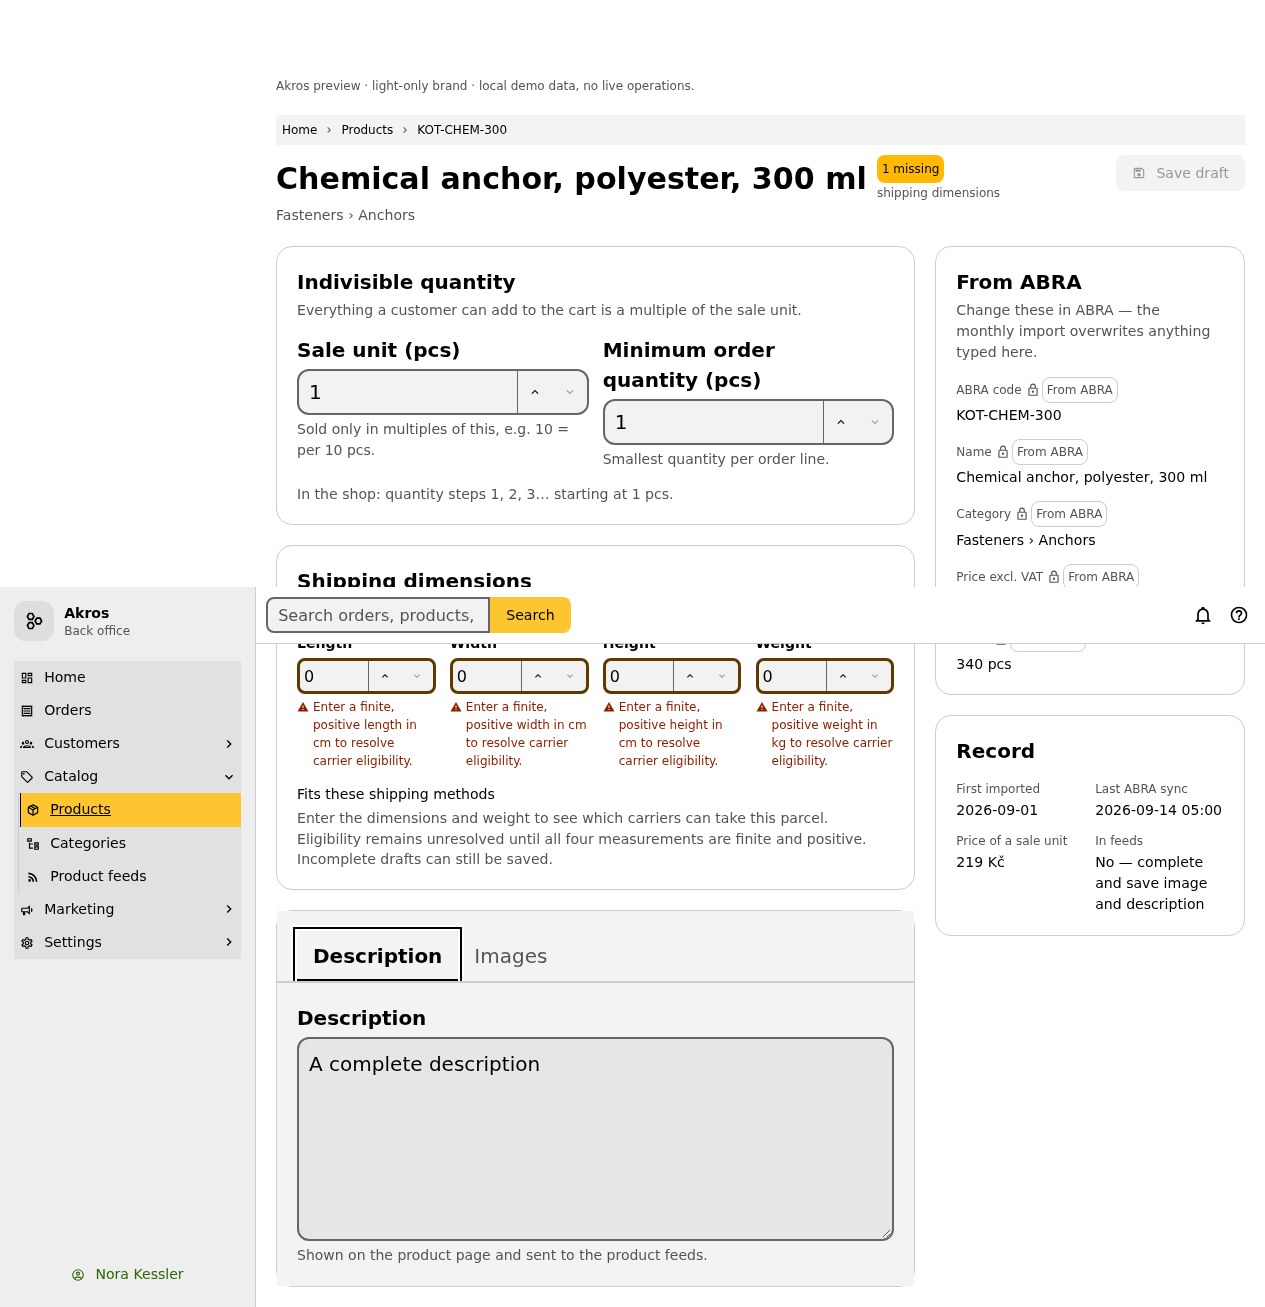 Akros preview · light-only brand · local demo data, no live operations.
Home › Products › KOT-CHEM-300
Chemical anchor, polyester, 300 ml
1 missing
shipping dimensions
Save draft
Fasteners › Anchors
Indivisible quantity
Everything a customer can add to the cart is a multiple of the sale unit.
Sale unit (pcs)
1
Sold only in multiples of this, e.g. 10 =
per 10 pcs.
Minimum order
quantity (pcs)
1
Smallest quantity per order line.
In the shop: quantity steps 1, 2, 3… starting at 1 pcs.
From ABRA
Change these in ABRA — the
monthly import overwrites anything
typed here.
ABRA code From ABRA
KOT-CHEM-300
Name From ABRA
Chemical anchor, polyester, 300 ml
Category From ABRA
Fasteners › Anchors
Price excl. VAT From ABRA
340 pcs
Shipping dimensions
Akros
Back office
Search orders, products,
Search
Home
Orders
Customers
Catalog
Products
Categories
Product feeds
Marketing
Settings
Nora Kessler
Length
0
Enter a finite,
positive length in
cm to resolve
carrier eligibility.
Width
0
Enter a finite,
positive width in cm
to resolve carrier
eligibility.
Height
0
Enter a finite,
positive height in
cm to resolve
carrier eligibility.
Weight
0
Enter a finite,
positive weight in
kg to resolve carrier
eligibility.
Fits these shipping methods
Enter the dimensions and weight to see which carriers can take this parcel.
Eligibility remains unresolved until all four measurements are finite and positive.
Incomplete drafts can still be saved.
Record
First imported
2026-09-01
Last ABRA sync
2026-09-14 05:00
Price of a sale unit
219 Kč
In feeds
No — complete
and save image
and description
Description
Images
Description
A complete description
Shown on the product page and sent to the product feeds.